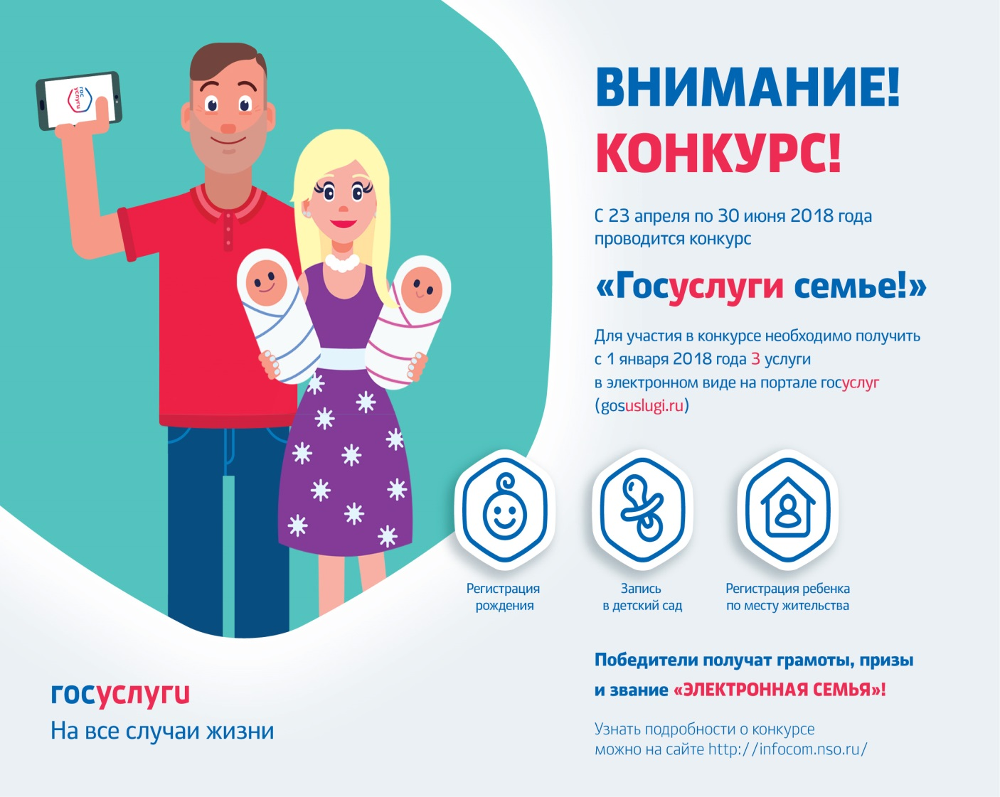 гос
услуги
ВНИМАНИЕ!
КОНКУРС!
С 23 апреля по 30 июня 2018 года
проводится конкурс
«Госуслуги семье!»
Для участия в конкурсе необходимо получить
с 1 января 2018 года 3 услуги
в электронном виде на портале госуслуг
(gosuslugi.ru)
Регистрация
рождения
Запись
в детский сад
Регистрация ребенка
по месту жительства
Победители получат грамоты, призы
и звание «ЭЛЕКТРОННАЯ СЕМЬЯ»!
Узнать подробности о конкурсе
можно на сайте http://infocom.nso.ru/
госуслуги
На все случаи жизни